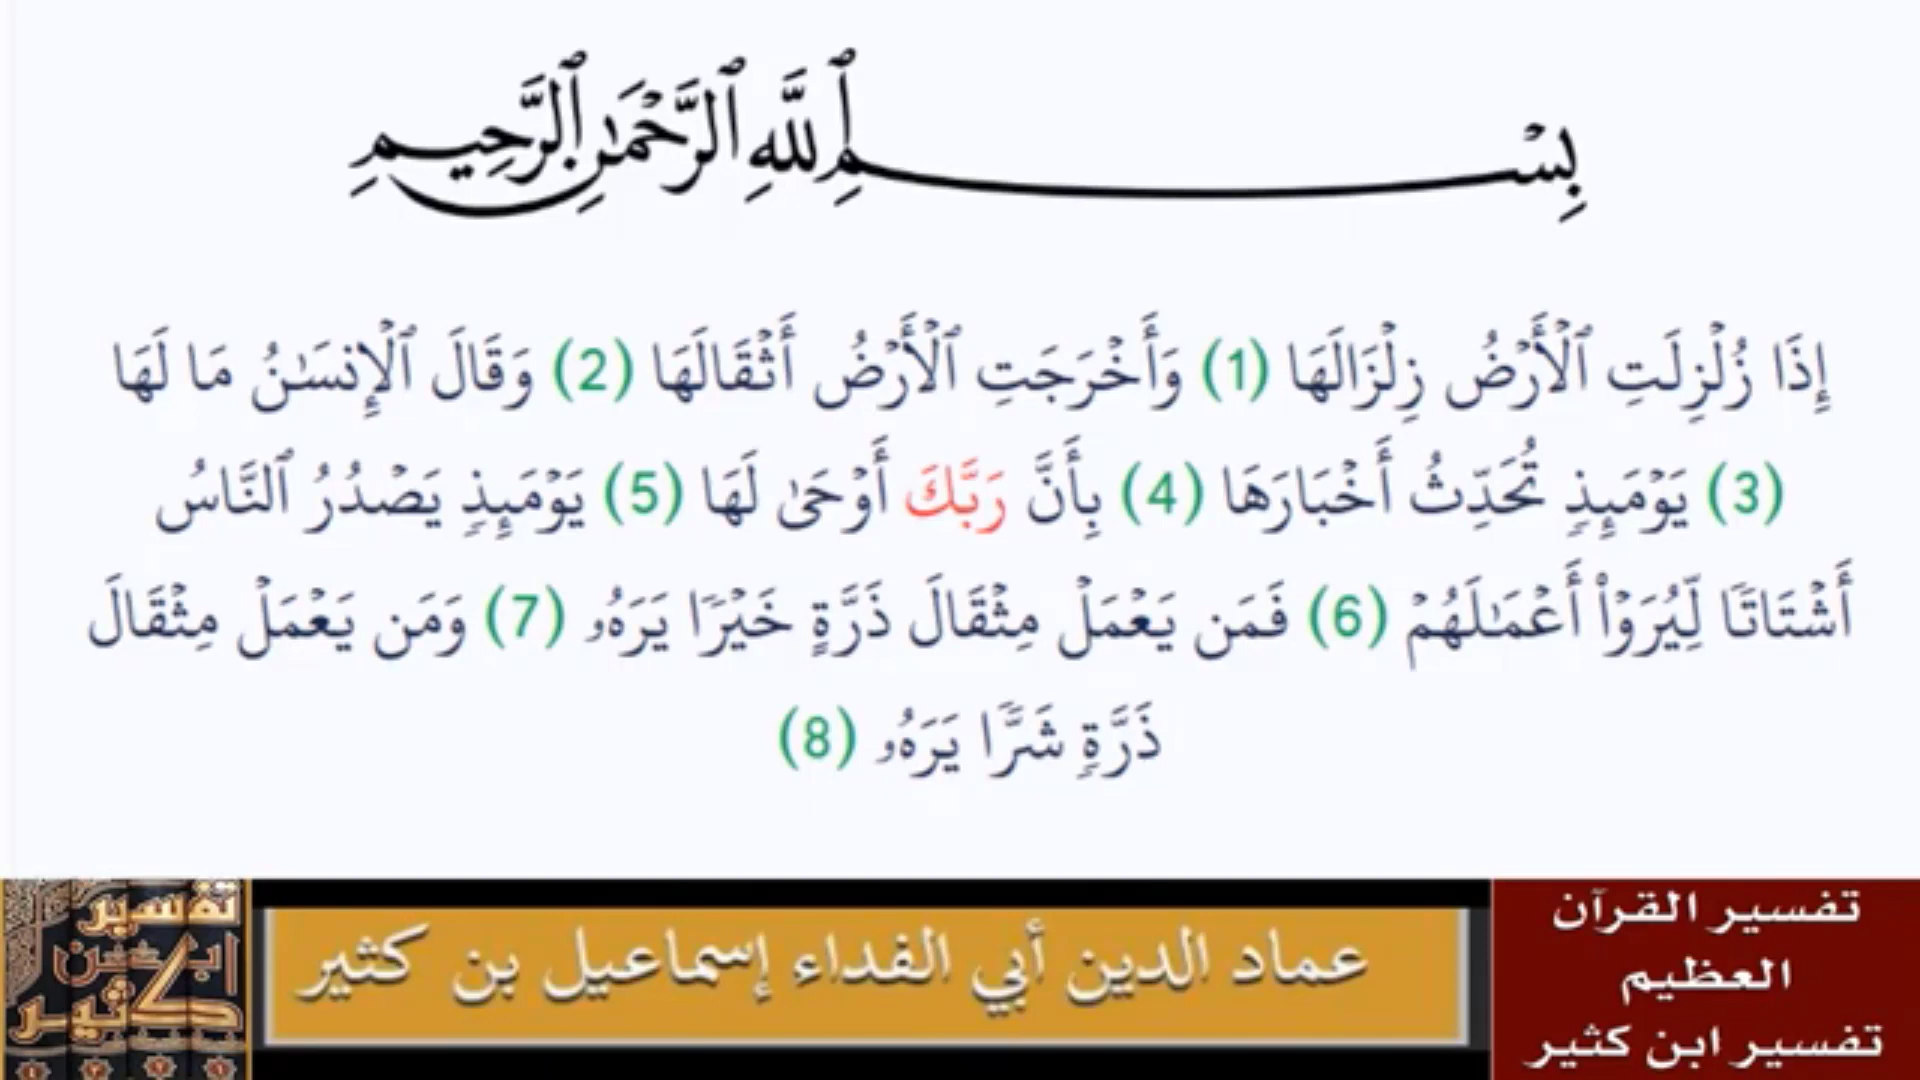 بِسْمِ ٱللَّهِ ٱلرَّحْمَٰنِ ٱلرَّحِيمِ
إِذَا زُلْزِلَتِ ٱلْأَرْضُ زِلْزَالَهَا (1) وَأَخْرَجَتِ ٱلْأَرْضُ أَثْقَالَهَا (2) وَقَالَ ٱلْإِنسَٰنُ مَا لَهَا
(3) يَوْمَئِذٍ تُحَدِّثُ أَخْبَارَهَا (4) بِأَنَّ رَبَّكَ أَوْحَىٰ لَهَا (5) يَوْمَئِذٍ يَصْدُرُ ٱلنَّاسُ
أَشْتَاتًا لِّيُرَوْا۟ أَعْمَٰلَهُمْ (6) فَمَن يَعْمَلْ مِثْقَالَ ذَرَّةٍ خَيْرًا يَرَهُۥ (7) وَمَن يَعْمَلْ مِثْقَالَ
ذَرَّةٍ شَرًّا يَرَهُۥ (8)
تفسير القرآن
العظيم
تفسير ابن كثير
عماد الدين أبي الفداء إسماعيل بن كثير
تفسير
ابن
كثير